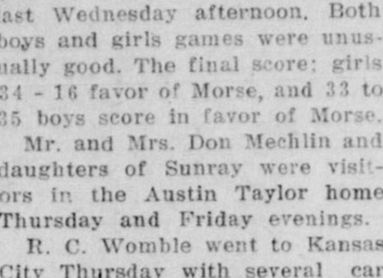 last Wednesday afternoon. Both
boys and girls games were unus-
ually good. The final score: girls
34 - 16 favor of Morse, and 33 to
35 boys score in favor of Morse.
Mr. and Mrs. Don Mechlin and
daughters of Sunray were visit-
ors in the Austin Taylor home
Thursday and Friday evenings.
R. C. Womble went to Kansas
City Thursday with several car